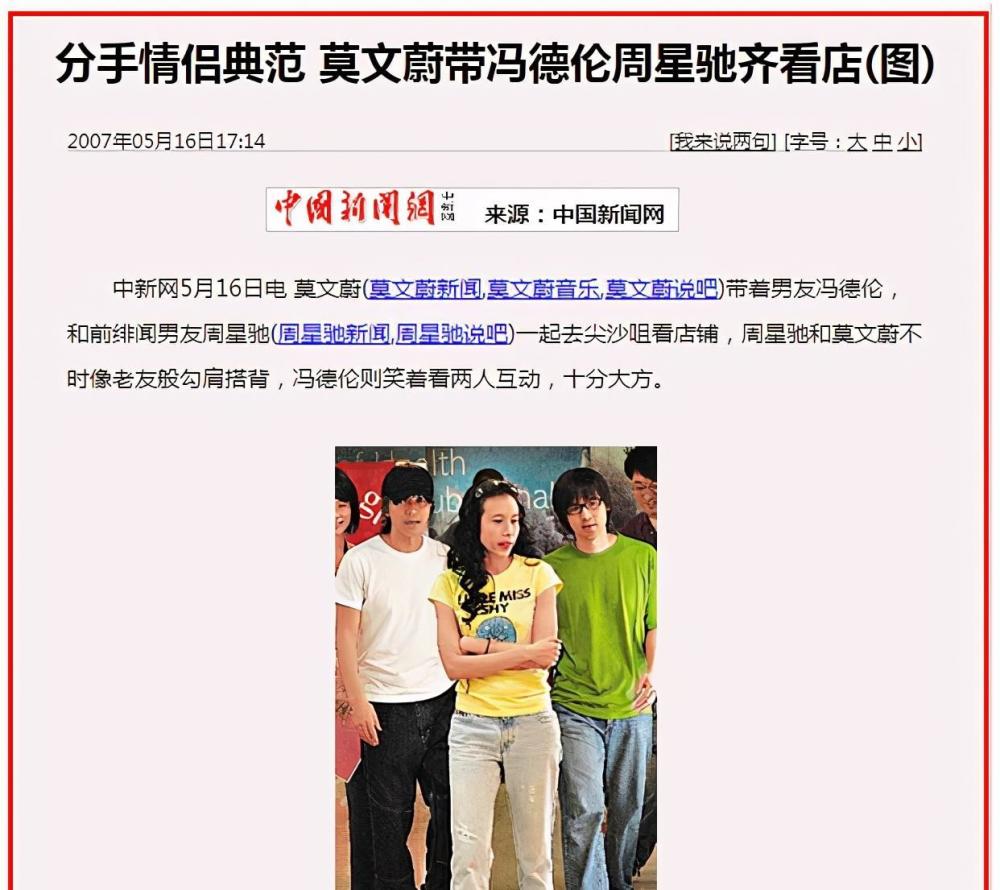 分手情侣典范 莫文蔚带冯德伦周星驰齐看店(图)
2007年05月16日17:14 [我来说两句] [字号：大 中 小]
中國新聞網 中新网 来源：中国新闻网
中新网5月16日电 莫文蔚(莫文蔚新闻,莫文蔚音乐,莫文蔚说吧)带着男友冯德伦，
和前绯闻男友周星驰(周星驰新闻,周星驰说吧)一起去尖沙咀看店铺，周星驰和莫文蔚不
时像老友般勾肩搭背，冯德伦则笑着看两人互动，十分大方。
MISS
SHY